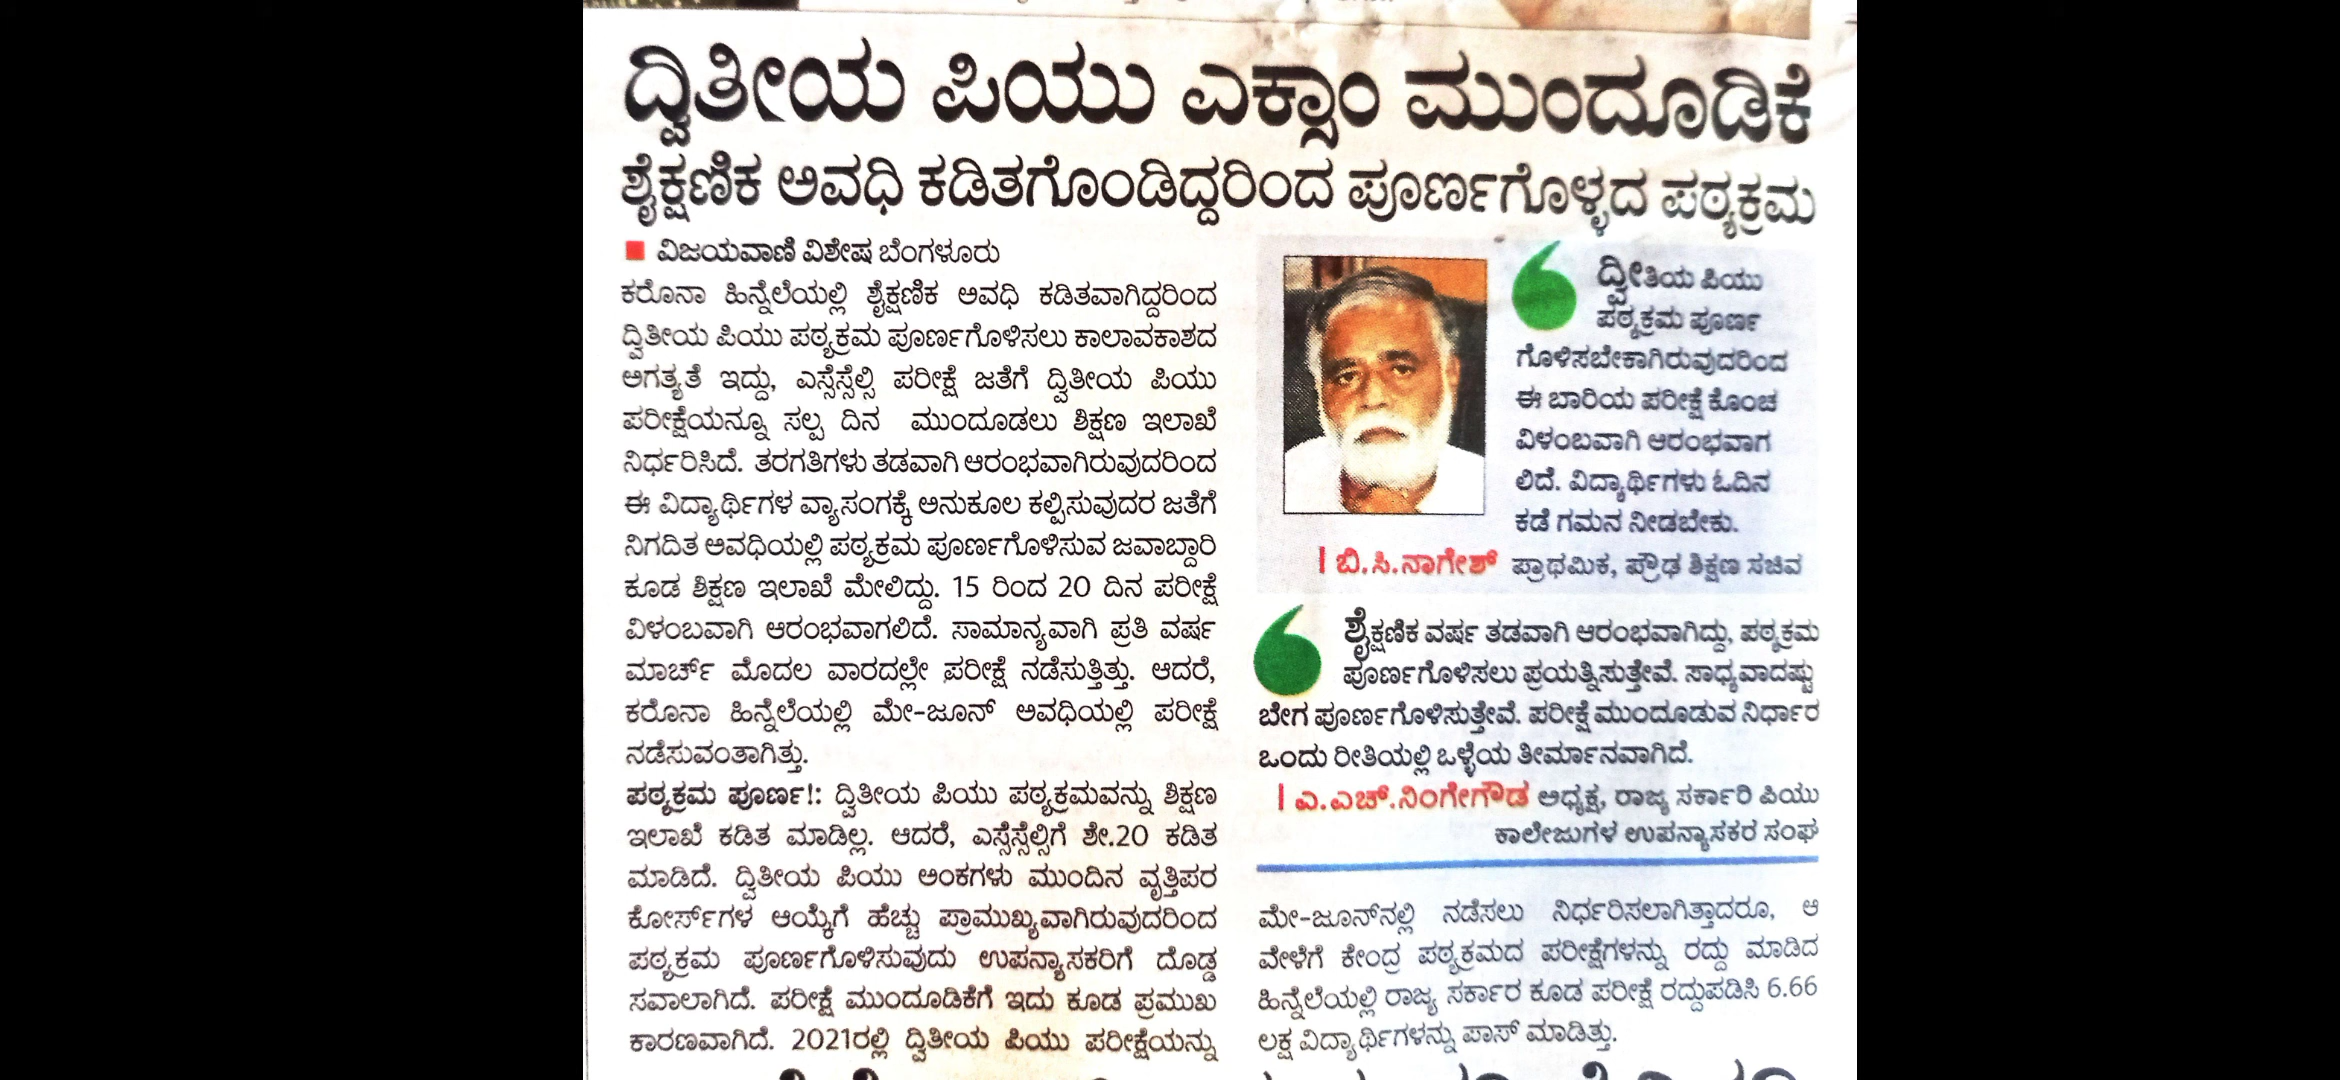 ದ್ವಿತೀಯ ಪಿಯು ಎಕ್ಸಾಂ ಮುಂದೂಡಿಕೆ
ಶೈಕ್ಷಣಿಕ ಅವಧಿ ಕಡಿತಗೊಂಡಿದ್ದರಿಂದ ಪೂರ್ಣಗೊಳ್ಳದ ಪಠ್ಯಕ್ರಮ
ವಿಜಯವಾಣಿ ವಿಶೇಷ ಬೆಂಗಳೂರು
ಕರೊನಾ ಹಿನ್ನೆಲೆಯಲ್ಲಿ ಶೈಕ್ಷಣಿಕ ಅವಧಿ ಕಡಿತವಾಗಿದ್ದರಿಂದ
ದ್ವಿತೀಯ ಪಿಯು ಪಠ್ಯಕ್ರಮ ಪೂರ್ಣಗೊಳಿಸಲು ಕಾಲಾವಕಾಶದ
ಅಗತ್ಯತೆ ಇದ್ದು, ಎಸ್ಸೆಸ್ಸೆಲ್ಸಿ ಪರೀಕ್ಷೆ ಜತೆಗೆ ದ್ವಿತೀಯ ಪಿಯು
ಪರೀಕ್ಷೆಯನ್ನೂ ಸಲ್ಪ ದಿನ ಮುಂದೂಡಲು ಶಿಕ್ಷಣ ಇಲಾಖೆ
ನಿರ್ಧರಿಸಿದೆ. ತರಗತಿಗಳು ತಡವಾಗಿ ಆರಂಭವಾಗಿರುವುದರಿಂದ
ಈ ವಿದ್ಯಾರ್ಥಿಗಳ ವ್ಯಾಸಂಗಕ್ಕೆ ಅನುಕೂಲ ಕಲ್ಪಿಸುವುದರ ಜತೆಗೆ
ನಿಗದಿತ ಅವಧಿಯಲ್ಲಿ ಪಠ್ಯಕ್ರಮ ಪೂರ್ಣಗೊಳಿಸುವ ಜವಾಬ್ದಾರಿ
ಕೂಡ ಶಿಕ್ಷಣ ಇಲಾಖೆ ಮೇಲಿದ್ದು. 15 ರಿಂದ 20 ದಿನ ಪರೀಕ್ಷೆ
ವಿಳಂಬವಾಗಿ ಆರಂಭವಾಗಲಿದೆ. ಸಾಮಾನ್ಯವಾಗಿ ಪ್ರತಿ ವರ್ಷ
ಮಾರ್ಚ್ ಮೊದಲ ವಾರದಲ್ಲೇ ಪರೀಕ್ಷೆ ನಡೆಸುತ್ತಿತ್ತು. ಆದರೆ,
ಕರೊನಾ ಹಿನ್ನೆಲೆಯಲ್ಲಿ ಮೇ-ಜೂನ್ ಅವಧಿಯಲ್ಲಿ ಪರೀಕ್ಷೆ
ನಡೆಸುವಂತಾಗಿತ್ತು.
ಪಠ್ಯಕ್ರಮ ಪೂರ್ಣ!: ದ್ವಿತೀಯ ಪಿಯು ಪಠ್ಯಕ್ರಮವನ್ನು ಶಿಕ್ಷಣ
ಇಲಾಖೆ ಕಡಿತ ಮಾಡಿಲ್ಲ. ಆದರೆ, ಎಸ್ಸೆಸ್ಸೆಲ್ಸಿಗೆ ಶೇ.20 ಕಡಿತ
ಮಾಡಿದೆ. ದ್ವಿತೀಯ ಪಿಯು ಅಂಕಗಳು ಮುಂದಿನ ವೃತ್ತಿಪರ
ಕೋರ್ಸ್‌ಗಳ ಆಯ್ಕೆಗೆ ಹೆಚ್ಚು ಪ್ರಾಮುಖ್ಯವಾಗಿರುವುದರಿಂದ
ಪಠ್ಯಕ್ರಮ ಪೂರ್ಣಗೊಳಿಸುವುದು ಉಪನ್ಯಾಸಕರಿಗೆ ದೊಡ್ಡ
ಸವಾಲಾಗಿದೆ. ಪರೀಕ್ಷೆ ಮುಂದೂಡಿಕೆಗೆ ಇದು ಕೂಡ ಪ್ರಮುಖ
ಕಾರಣವಾಗಿದೆ. 2021ರಲ್ಲಿ ದ್ವಿತೀಯ ಪಿಯು ಪರೀಕ್ಷೆಯನ್ನು
ದ್ವೀತಿಯ ಪಿಯು
ಪಠ್ಯಕ್ರಮ ಪೂರ್ಣ
ಗೊಳಿಸಬೇಕಾಗಿರುವುದರಿಂದ
ಈ ಬಾರಿಯ ಪರೀಕ್ಷೆ ಕೊಂಚ
ವಿಳಂಬವಾಗಿ ಆರಂಭವಾಗ
ಲಿದೆ. ವಿದ್ಯಾರ್ಥಿಗಳು ಓದಿನ
ಕಡೆ ಗಮನ ನೀಡಬೇಕು.
| ಬಿ.ಸಿ.ನಾಗೇಶ್ ಪ್ರಾಥಮಿಕ, ಪ್ರೌಢ ಶಿಕ್ಷಣ ಸಚಿವ
ಶೈಕ್ಷಣಿಕ ವರ್ಷ ತಡವಾಗಿ ಆರಂಭವಾಗಿದ್ದು, ಪಠ್ಯಕ್ರಮ
ಪೂರ್ಣಗೊಳಿಸಲು ಪ್ರಯತ್ನಿಸುತ್ತೇವೆ. ಸಾಧ್ಯವಾದಷ್ಟು
ಬೇಗ ಪೂರ್ಣಗೊಳಿಸುತ್ತೇವೆ. ಪರೀಕ್ಷೆ ಮುಂದೂಡುವ ನಿರ್ಧಾರ
ಒಂದು ರೀತಿಯಲ್ಲಿ ಒಳ್ಳೆಯ ತೀರ್ಮಾನವಾಗಿದೆ.
| ಎ.ಎಚ್.ನಿಂಗೇಗೌಡ ಅಧ್ಯಕ್ಷ, ರಾಜ್ಯ ಸರ್ಕಾರಿ ಪಿಯು
ಕಾಲೇಜುಗಳ ಉಪನ್ಯಾಸಕರ ಸಂಘ
ಮೇ-ಜೂನ್‌ನಲ್ಲಿ ನಡೆಸಲು ನಿರ್ಧರಿಸಲಾಗಿತ್ತಾದರೂ, ಆ
ವೇಳೆಗೆ ಕೇಂದ್ರ ಪಠ್ಯಕ್ರಮದ ಪರೀಕ್ಷೆಗಳನ್ನು ರದ್ದು ಮಾಡಿದ
ಹಿನ್ನೆಲೆಯಲ್ಲಿ ರಾಜ್ಯ ಸರ್ಕಾರ ಕೂಡ ಪರೀಕ್ಷೆ ರದ್ದುಪಡಿಸಿ 6.66
ಲಕ್ಷ ವಿದ್ಯಾರ್ಥಿಗಳನ್ನು ಪಾಸ್ ಮಾಡಿತ್ತು.